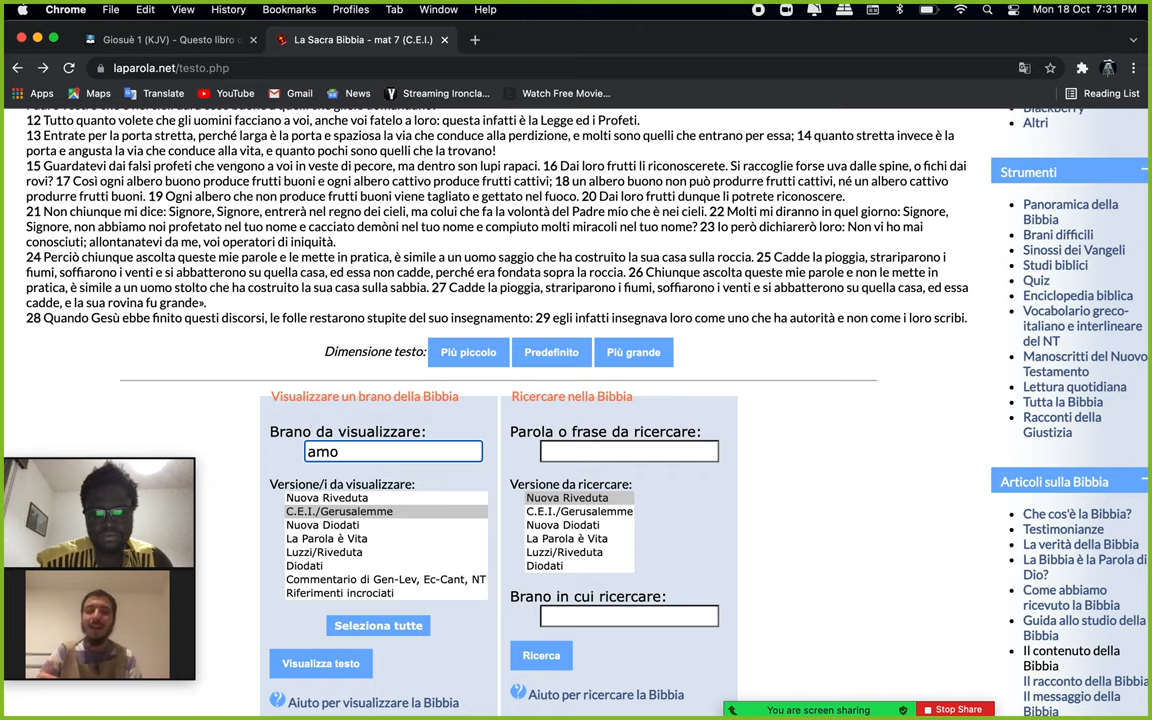 Chrome File Edit View History Bookmarks Profiles Tab Window Help Mon 18 Oct 7:31 PM
Giosuè 1 (KJV) - Questo libro d
La Sacra Bibbia - mat 7 (C.E.I.)
laparola.net/testo.php
Apps Maps Translate YouTube Gmail News Streaming Ironcla... Watch Free Movie... Reading List
12 Tutto quanto volete che gli uomini facciano a voi, anche voi fatelo a loro: questa infatti è la Legge ed i Profeti.
13 Entrate per la porta stretta, perché larga è la porta e spaziosa la via che conduce alla perdizione, e molti sono quelli che entrano per essa; 14 quanto stretta invece è la
porta e angusta la via che conduce alla vita, e quanto pochi sono quelli che la trovano!
15 Guardatevi dai falsi profeti che vengono a voi in veste di pecore, ma dentro son lupi rapaci. 16 Dai loro frutti li riconoscerete. Si raccoglie forse uva dalle spine, o fichi dai
rovi? 17 Così ogni albero buono produce frutti buoni e ogni albero cattivo produce frutti cattivi; 18 un albero buono non può produrre frutti cattivi, né un albero cattivo
produrre frutti buoni. 19 Ogni albero che non produce frutti buoni viene tagliato e gettato nel fuoco. 20 Dai loro frutti dunque li potrete riconoscere.
21 Non chiunque mi dice: Signore, Signore, entrerà nel regno dei cieli, ma colui che fa la volontà del Padre mio che è nei cieli. 22 Molti mi diranno in quel giorno: Signore,
Signore, non abbiamo noi profetato nel tuo nome e cacciato demòni nel tuo nome e compiuto molti miracoli nel tuo nome? 23 Io però dichiarerò loro: Non vi ho mai
conosciuti; allontanatevi da me, voi operatori di iniquità.
24 Perciò chiunque ascolta queste mie parole e le mette in pratica, è simile a un uomo saggio che ha costruito la sua casa sulla roccia. 25 Cadde la pioggia, strariparono i
fiumi, soffiarono i venti e si abbatterono su quella casa, ed essa non cadde, perché era fondata sopra la roccia. 26 Chiunque ascolta queste mie parole e non le mette in
pratica, è simile a un uomo stolto che ha costruito la sua casa sulla sabbia. 27 Cadde la pioggia, strariparono i fiumi, soffiarono i venti e si abbatterono su quella casa, ed essa
cadde, e la sua rovina fu grande».
28 Quando Gesù ebbe finito questi discorsi, le folle restarono stupite del suo insegnamento: 29 egli infatti insegnava loro come uno che ha autorità e non come i loro scribi.
Dimensione testo: Più piccolo Predefinito Più grande
Visualizzare un brano della Bibbia
Brano da visualizzare:
amo
Versione/i da visualizzare:
Nuova Riveduta
C.E.I./Gerusalemme
Nuova Diodati
La Parola è Vita
Luzzi/Riveduta
Diodati
Commentario di Gen-Lev, Ec-Cant, NT
Riferimenti incrociati
Seleziona tutte
Visualizza testo
Aiuto per visualizzare la Bibbia
Ricercare nella Bibbia
Parola o frase da ricercare:
Versione da ricercare:
Nuova Riveduta
C.E.I./Gerusalemme
Nuova Diodati
La Parola è Vita
Luzzi/Riveduta
Diodati
Brano in cui ricercare:
Ricerca
Aiuto per ricercare la Bibbia
Altri
Strumenti
Panoramica della
Bibbia
Brani difficili
Sinossi dei Vangeli
Studi biblici
Quiz
Enciclopedia biblica
Vocabolario greco-
italiano e interlineare
del NT
Manoscritti del Nuovo
Testamento
Lettura quotidiana
Tutta la Bibbia
Racconti della
Giustizia
Articoli sulla Bibbia
Che cos'è la Bibbia?
Testimonianze
La verità della Bibbia
La Bibbia è la Parola di
Dio?
Come abbiamo
ricevuto la Bibbia
Guida allo studio della
Bibbia
Il contenuto della
Bibbia
Il racconto della Bibbia
Il messaggio della
Bibbia
You are screen sharing Stop Share